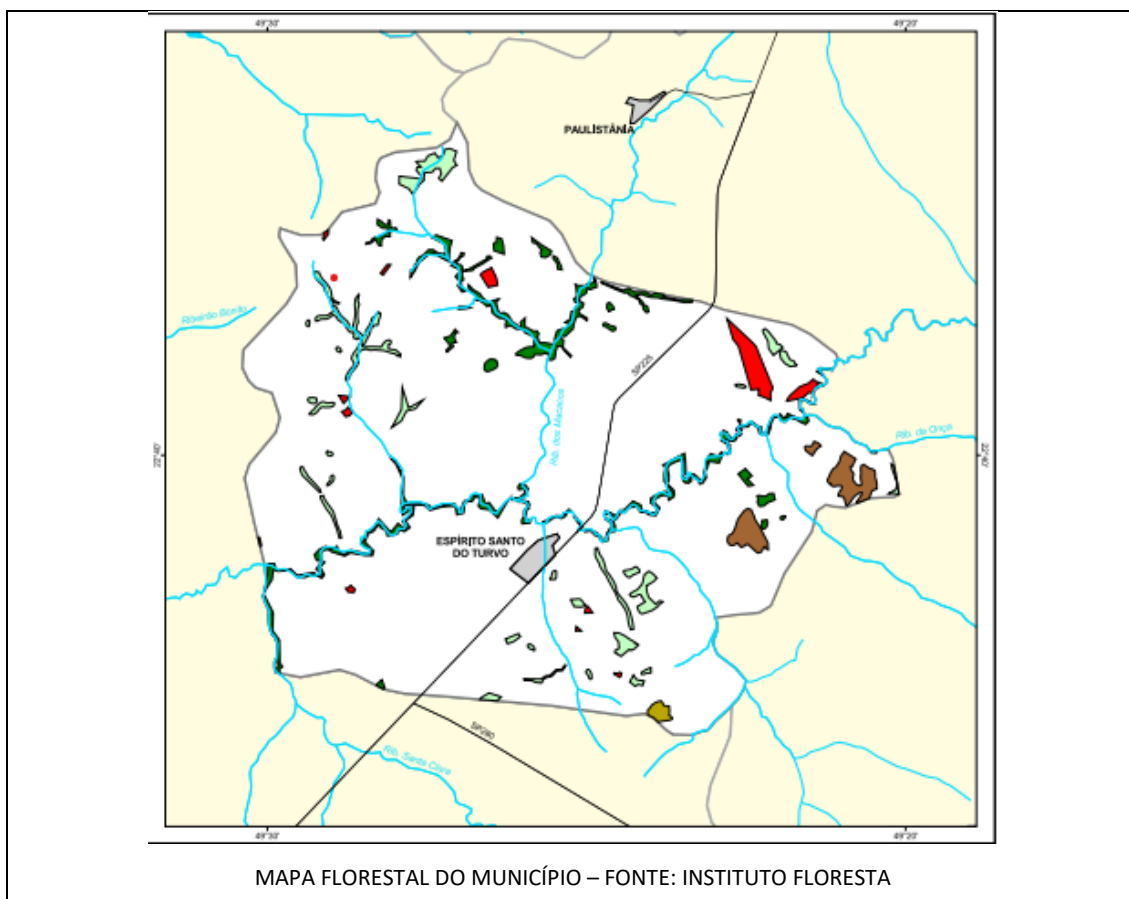 49°30'
49°20'
PAULISTÂNIA
Ribeirão Bonito
SP225
Rib. dos Macacos
Rib. da Onça
22°40'
22°40'
ESPÍRITO SANTO
DO TURVO
SP280
Rib. Santa Clara
49°30'
49°20'
MAPA FLORESTAL DO MUNICÍPIO – FONTE: INSTITUTO FLORESTA